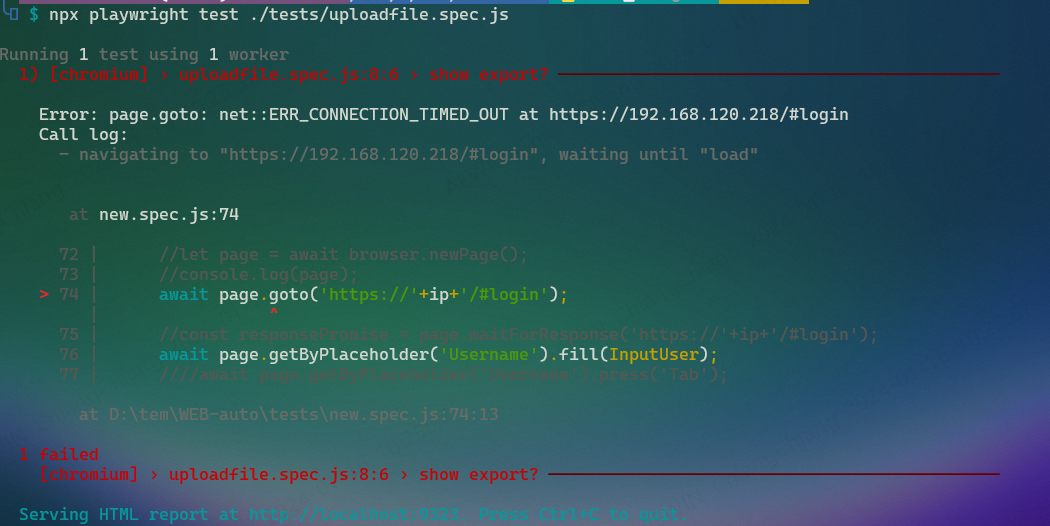 $ npx playwright test ./tests/uploadfile.spec.js
Running 1 test using 1 worker
1) [chromium] › uploadfile.spec.js:8:6 › show export?
Error: page.goto: net::ERR_CONNECTION_TIMED_OUT at https://192.168.120.218/#login
Call log:
- navigating to "https://192.168.120.218/#login", waiting until "load"
at new.spec.js:74
72 | //let page = await browser.newPage();
73 | //console.log(page);
> 74 | await page.goto('https://'+ip+'/#login');
| ^
75 | //const responsePromise = page.waitForResponse('https://'+ip+'/#login');
76 | await page.getByPlaceholder('Username').fill(InputUser);
77 | ////await page.getByPlaceholder('Username').press('Tab');
at D:\tem\WEB-auto\tests\new.spec.js:74:13
1 failed
[chromium] › uploadfile.spec.js:8:6 › show export?
Serving HTML report at http://localhost:9323. Press Ctrl+C to quit.